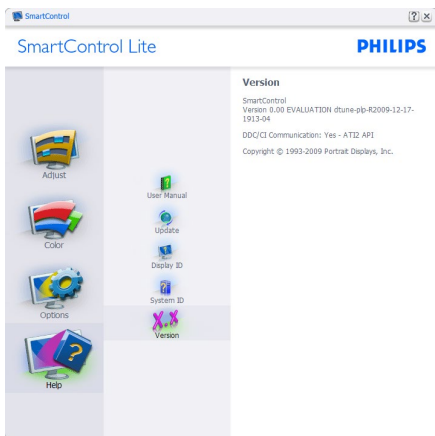 SmartControl
SmartControl Lite
PHILIPS
Adjust
Color
Options
Help
User Manual
Update
Display ID
System ID
X.x
Version
Version
SmartControl
Version 0.00 EVALUATION dtune-plp-R2009-12-17-
1913-04
DDC/CI Communication: Yes - ATI2 API
Copyright © 1993-2009 Portrait Displays, Inc.